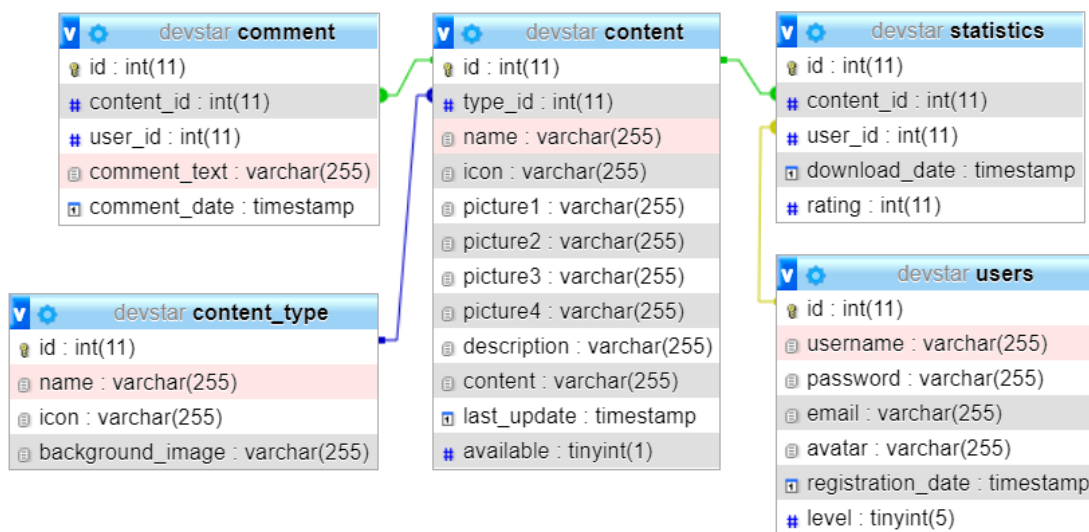 devstar comment
id : int(11)
content_id : int(11)
user_id : int(11)
comment_text : varchar(255)
comment_date : timestamp
devstar content_type
id : int(11)
name : varchar(255)
icon : varchar(255)
background_image : varchar(255)
devstar content
id : int(11)
type_id : int(11)
name : varchar(255)
icon : varchar(255)
picture1 : varchar(255)
picture2 : varchar(255)
picture3 : varchar(255)
picture4 : varchar(255)
description : varchar(255)
content : varchar(255)
last_update : timestamp
available : tinyint(1)
devstar statistics
id : int(11)
content_id : int(11)
user_id : int(11)
download_date : timestamp
rating : int(11)
devstar users
id : int(11)
username : varchar(255)
password : varchar(255)
email : varchar(255)
avatar : varchar(255)
registration_date : timestamp
level : tinyint(5)